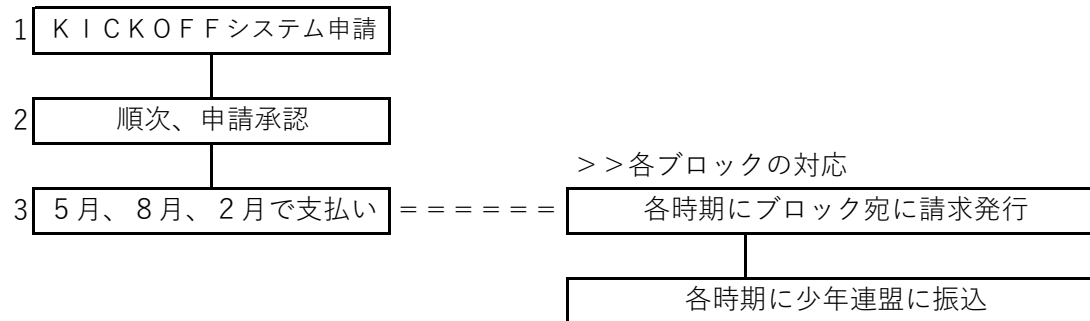 1 ＫＩＣＫＯＦＦシステム申請
2 順次、申請承認
＞＞各ブロックの対応
3 ５月、８月、２月で支払い ＝＝＝＝＝＝ 各時期にブロック宛に請求発行
各時期に少年連盟に振込